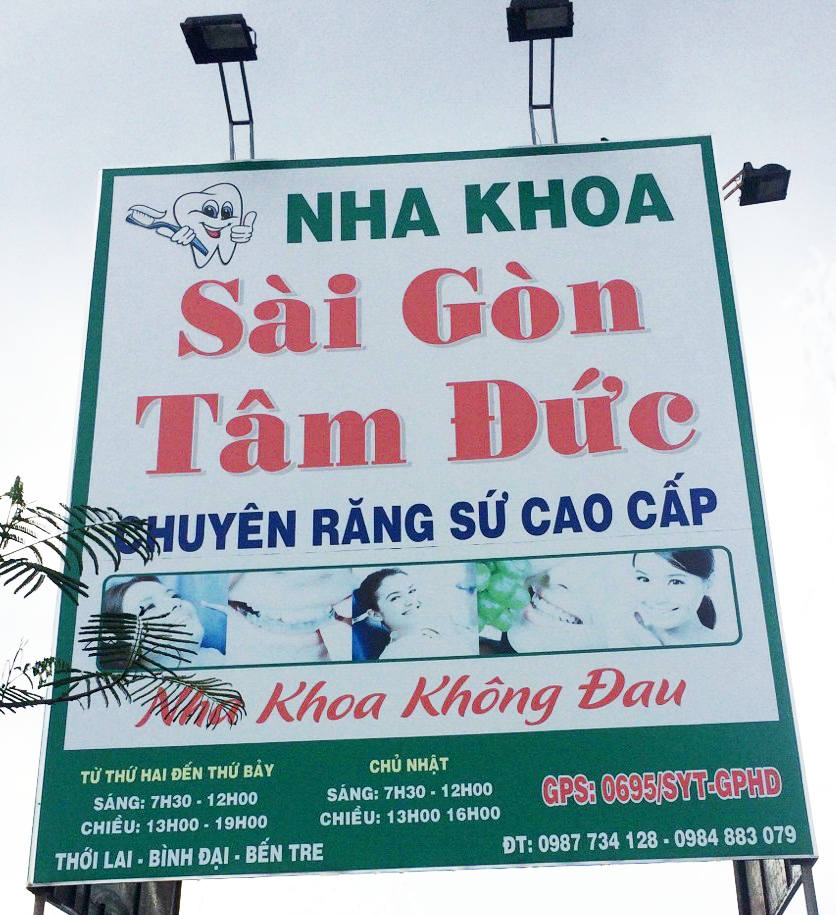 NHA KHOA
Sài Gòn
Tâm Đức
CHUYÊN RĂNG SỨ CAO CẤP
Nha Khoa Không Đau
TỪ THỨ HAI ĐẾN THỨ BẢY
SÁNG: 7H30 - 12H00
CHIỀU: 13H00 - 19H00
CHỦ NHẬT
SÁNG: 7H30 - 12H00
CHIỀU: 13H00 16H00
GPS: 0695/SYT-GPHD
THỚI LAI - BÌNH ĐẠI - BẾN TRE
ĐT: 0987 734 128 - 0984 883 079